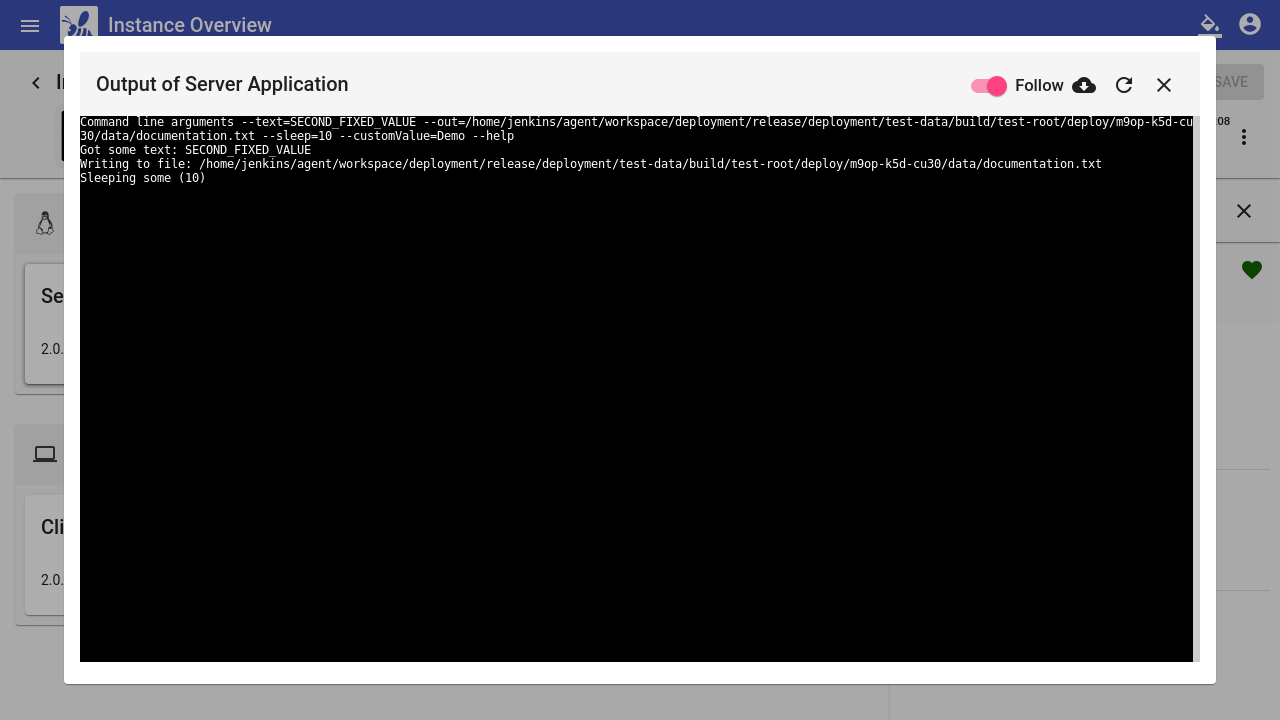 Instance Overview
SAVE
Output of Server Application
Follow
Command line arguments --text=SECOND_FIXED_VALUE --out=/home/jenkins/agent/workspace/deployment/release/deployment/test-data/build/test-root/deploy/m9op-k5d-cu
30/data/documentation.txt --sleep=10 --customValue=Demo --help
Got some text: SECOND_FIXED_VALUE
Writing to file: /home/jenkins/agent/workspace/deployment/release/deployment/test-data/build/test-root/deploy/m9op-k5d-cu30/data/documentation.txt
Sleeping some (10)
:08
Se
2.0.
Cli
2.0.